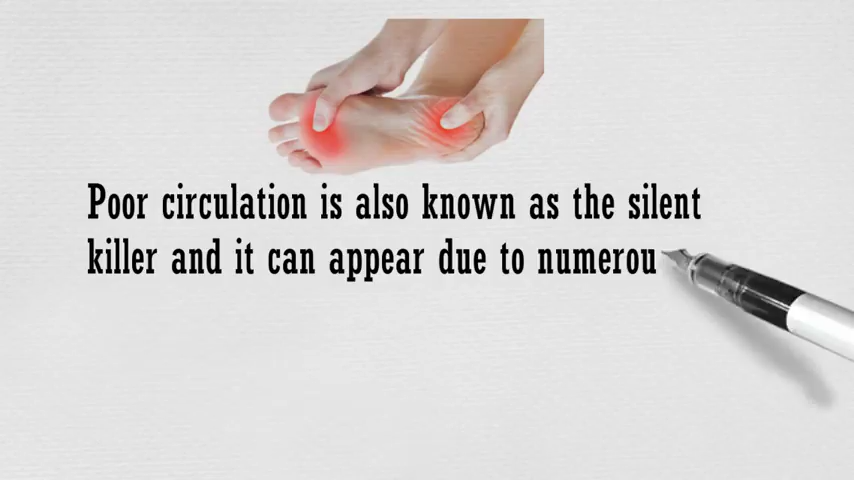 Poor circulation is also known as the silent
killer and it can appear due to numerou